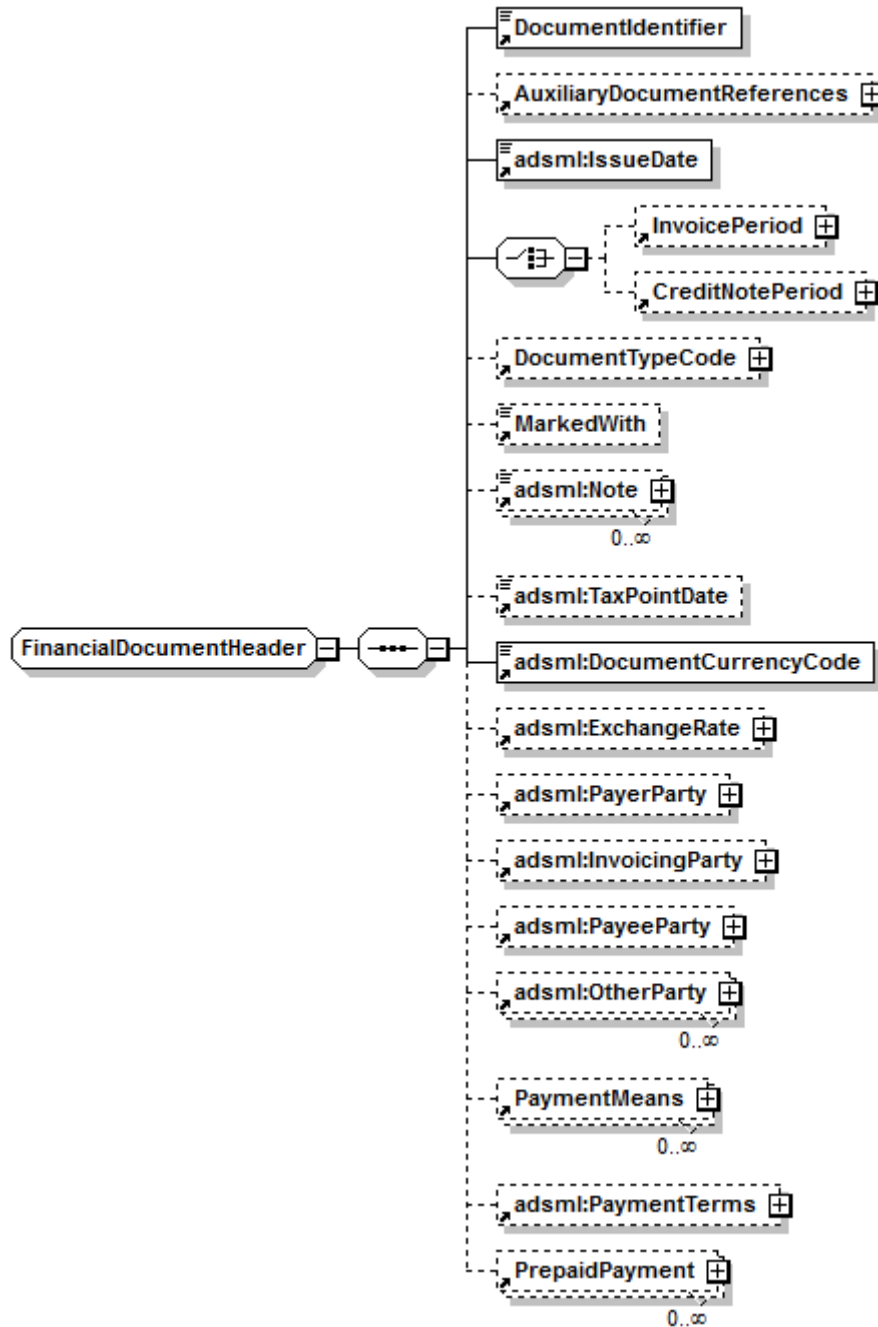 DocumentIdentifier
AuxiliaryDocumentReferences
adsml:IssueDate
InvoicePeriod
CreditNotePeriod
DocumentTypeCode
MarkedWith
adsml:Note
0..∞
adsml:TaxPointDate
FinancialDocumentHeader
adsml:DocumentCurrencyCode
adsml:ExchangeRate
adsml:PayerParty
adsml:InvoicingParty
adsml:PayeeParty
adsml:OtherParty
0..∞
PaymentMeans
0..∞
adsml:PaymentTerms
PrepaidPayment
0..∞